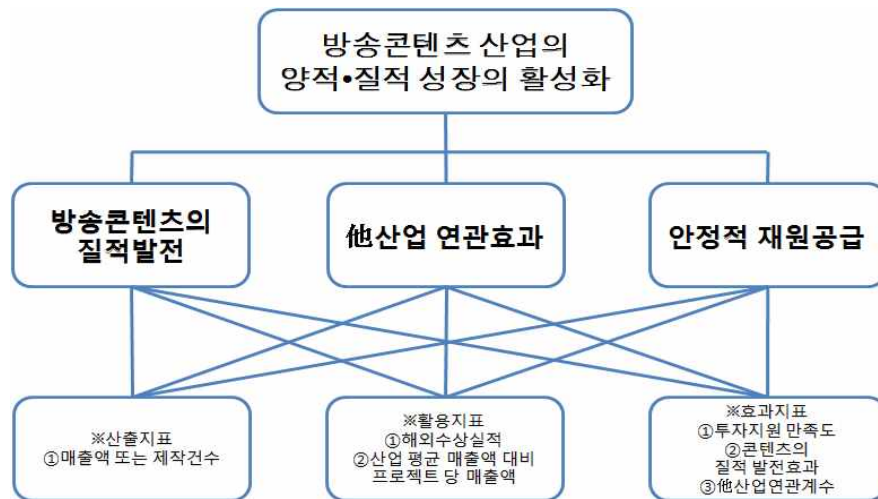 방송콘텐츠 산업의
양적•질적 성장의 활성화
방송콘텐츠의
질적발전
他산업 연관효과
안정적 재원공급
※산출지표
①매출액 또는 제작건수
※활용지표
①해외수상실적
②산업 평균 매출액 대비
프로젝트 당 매출액
※효과지표
①투자지원 만족도
②콘텐츠의
질적 발전효과
③他산업연관계수